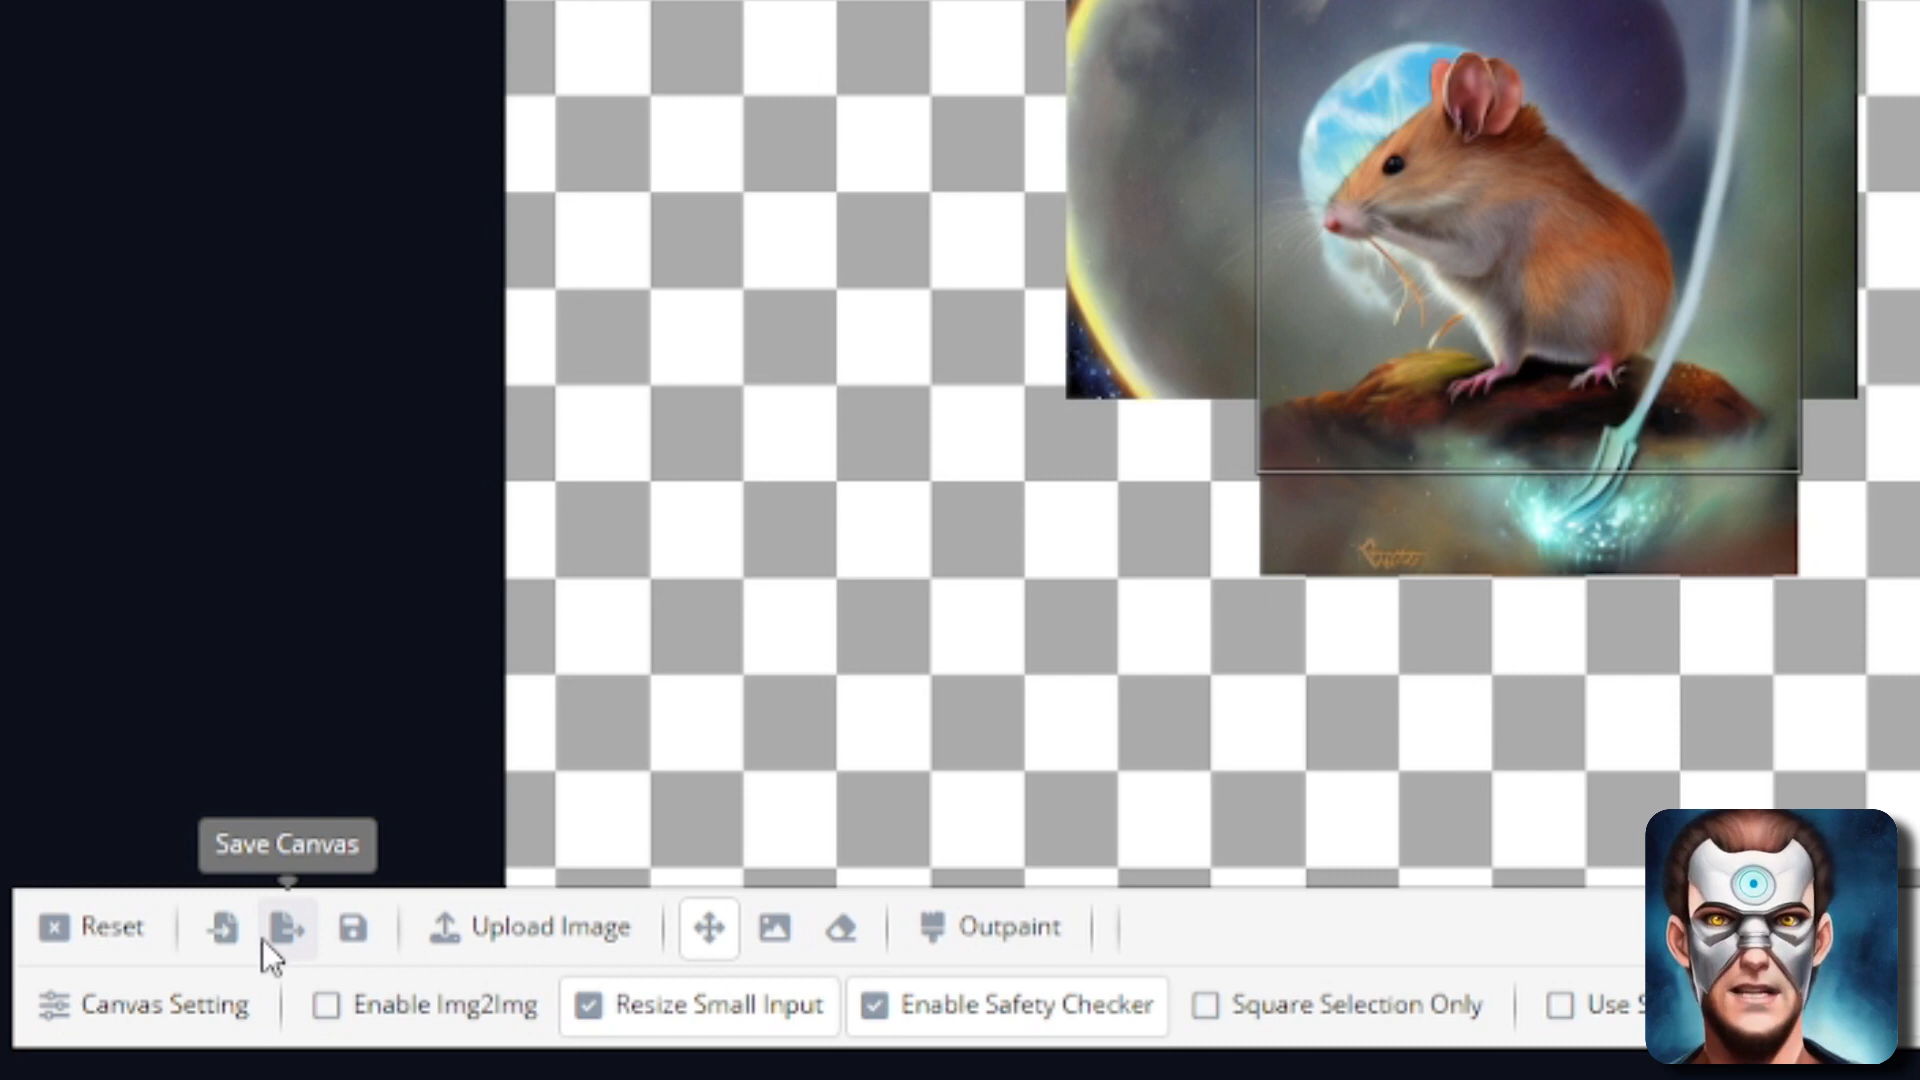 Save Canvas
Reset
Upload Image
Outpaint
Canvas Setting
Enable Img2Img
Resize Small Input
Enable Safety Checker
Square Selection Only
Use